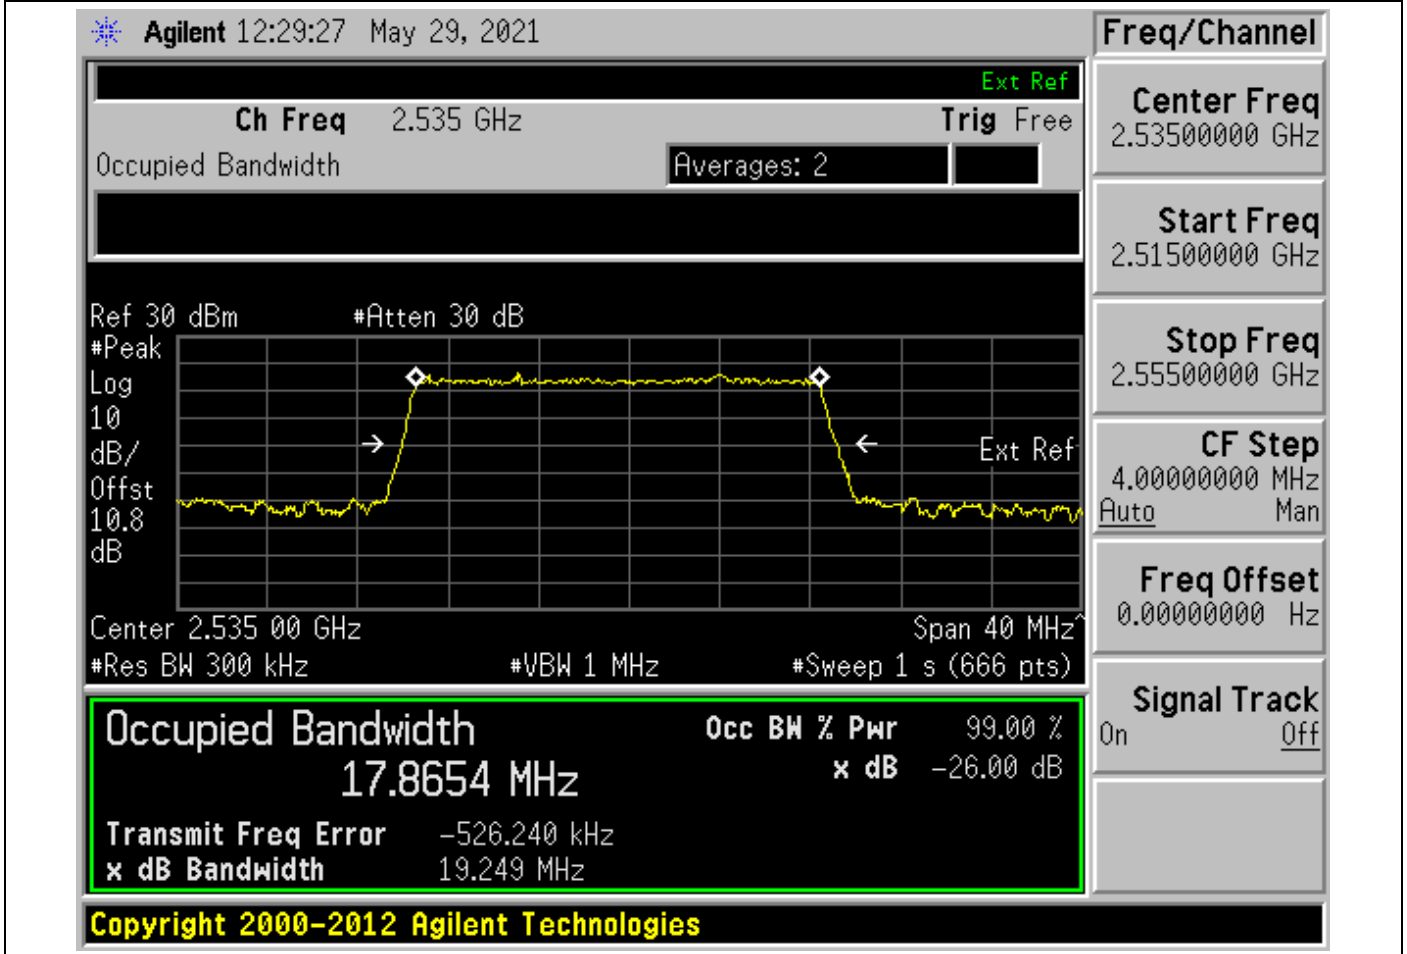 Agilent 12:29:27 May 29, 2021
Freq/Channel
Ext Ref
Ch Freq 2.535 GHz Trig Free
Occupied Bandwidth Averages: 2
Center Freq
2.53500000 GHz
Start Freq
2.51500000 GHz
Stop Freq
2.55500000 GHz
CF Step
4.00000000 MHz
Auto Man
Freq Offset
0.00000000 Hz
Signal Track
On Off
Ref 30 dBm #Atten 30 dB
#Peak
Log
10
dB/
Offst
10.8
dB
Ext Ref
Center 2.535 00 GHz Span 40 MHz^
#Res BW 300 kHz #VBW 1 MHz #Sweep 1 s (666 pts)
Occupied Bandwidth
17.8654 MHz
Occ BW % Pwr 99.00 %
x dB -26.00 dB
Transmit Freq Error -526.240 kHz
x dB Bandwidth 19.249 MHz
Copyright 2000-2012 Agilent Technologies